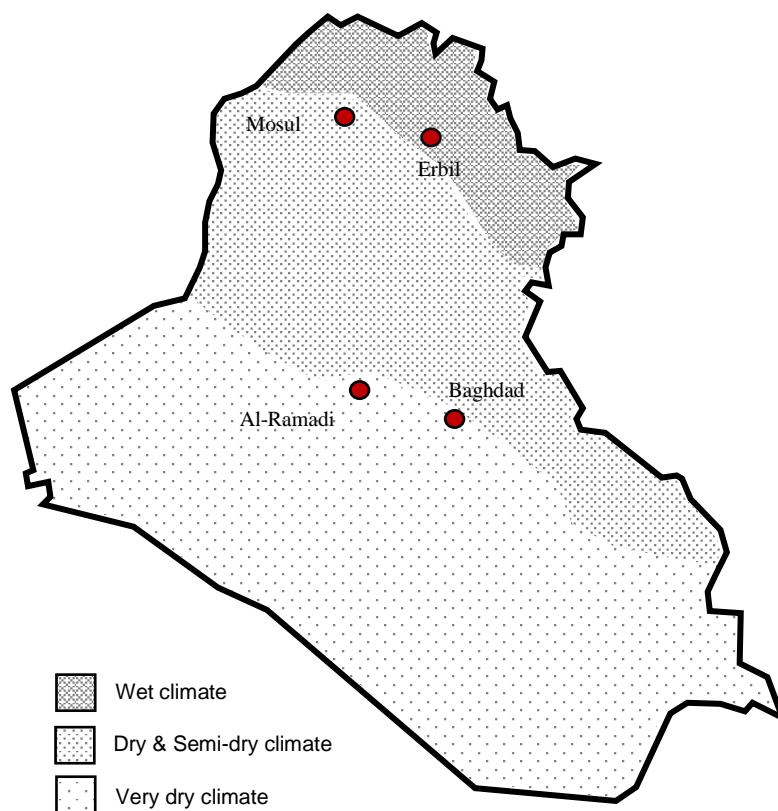 Mosul
Erbil
Baghdad
Al-Ramadi
Wet climate
Dry & Semi-dry climate
Very dry climate